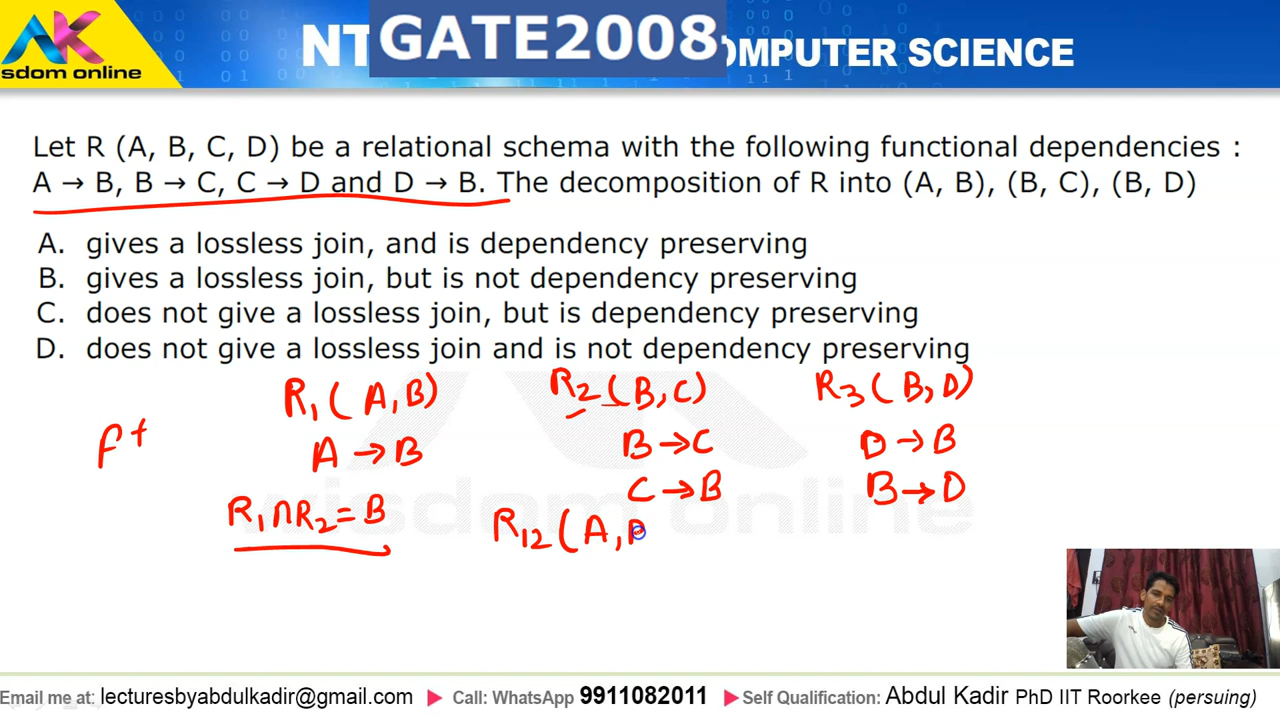 AK
sdom online
NT
GATE2008
OMPUTER SCIENCE
Let R (A, B, C, D) be a relational schema with the following functional dependencies :
A → B, B → C, C → D and D → B. The decomposition of R into (A, B), (B, C), (B, D)
A. gives a lossless join, and is dependency preserving
B. gives a lossless join, but is not dependency preserving
C. does not give a lossless join, but is dependency preserving
D. does not give a lossless join and is not dependency preserving
R₁ ( A, B) R₂ ( B, C) R₃ ( B, D)
F⁺ A → B B → C D → B
C → B B → D
R₁ ∩ R₂ = B R₁₂ ( A,
wisdom online
Email me at: lecturesbyabdulkadir@gmail.com Call: WhatsApp 9911082011 Self Qualification: Abdul Kadir PhD IIT Roorkee (persuing)